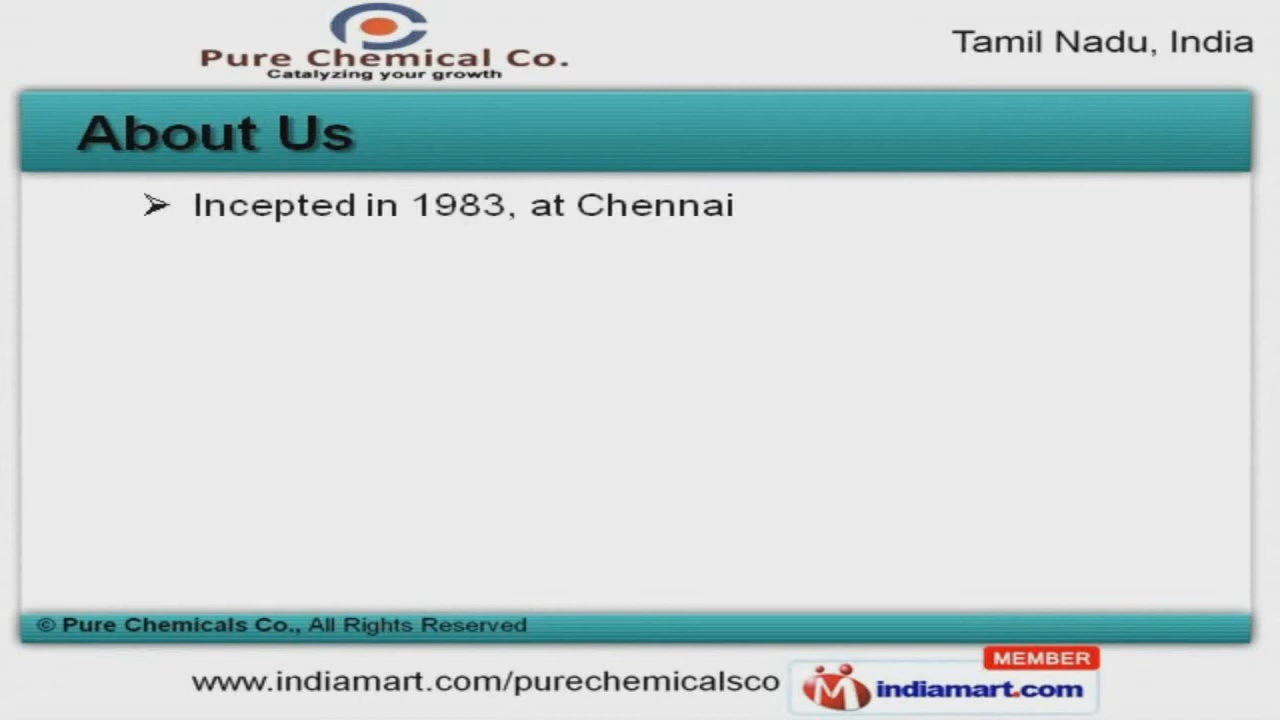 Pure Chemical Co.
Catalyzing your growth
Tamil Nadu, India
About Us
Incepted in 1983, at Chennai
© Pure Chemicals Co., All Rights Reserved
www.indiamart.com/purechemicalsco
MEMBER
indiamart.com